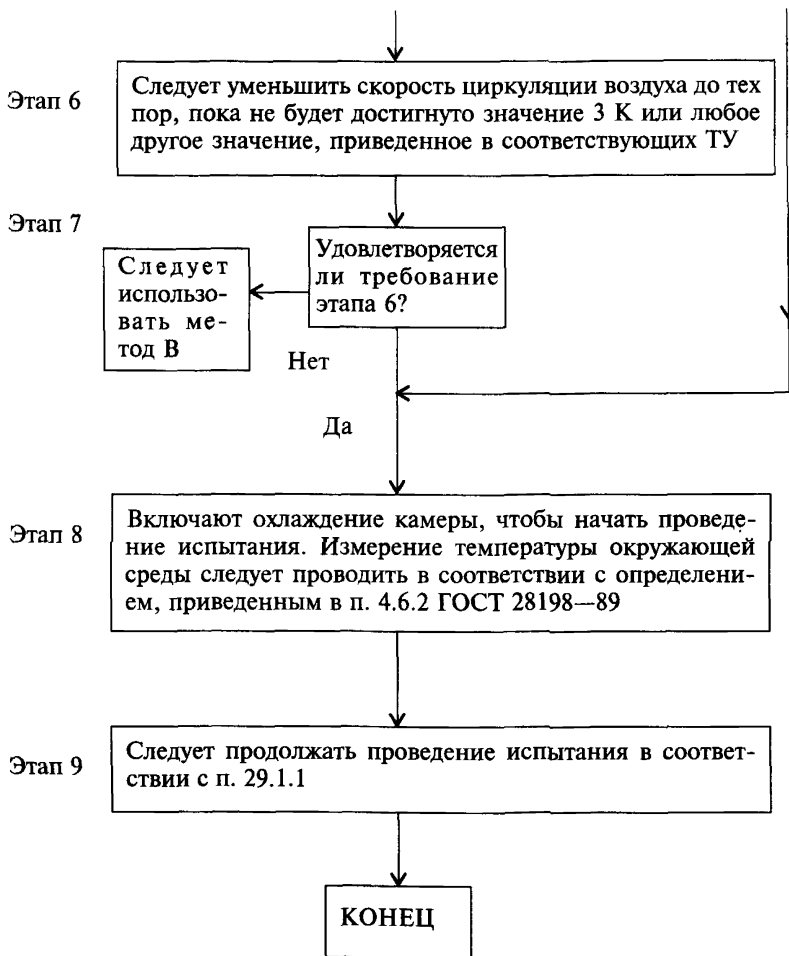 Этап 6
Следует уменьшить скорость циркуляции воздуха до тех
пор, пока не будет достигнуто значение 3 К или любое
другое значение, приведенное в соответствующих ТУ
Этап 7
Удовлетворяется
ли требование
этапа 6?
Следует
использо-
вать ме-
тод В
Нет
Да
Этап 8
Включают охлаждение камеры, чтобы начать проведе-
ние испытания. Измерение температуры окружающей
среды следует проводить в соответствии с определени-
ем, приведенным в п. 4.6.2 ГОСТ 28198—89
Этап 9
Следует продолжать проведение испытания в соответ-
ствии с п. 29.1.1
КОНЕЦ